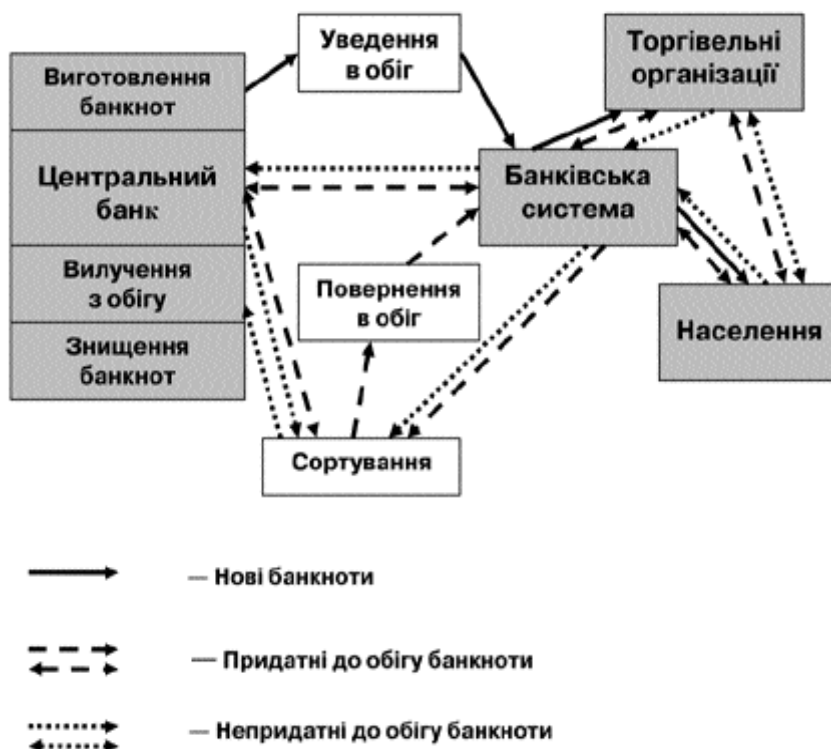 Уведення
в обіг
Торгівельні
організації
Виготовлення
банкнот
Центральний
банк
Банківська
система
Вилучення
з обігу
Повернення
в обіг
Населення
Знищення
банкнот
Сортування
— Нові банкноти
— Придатні до обігу банкноти
— Непридатні до обігу банкноти